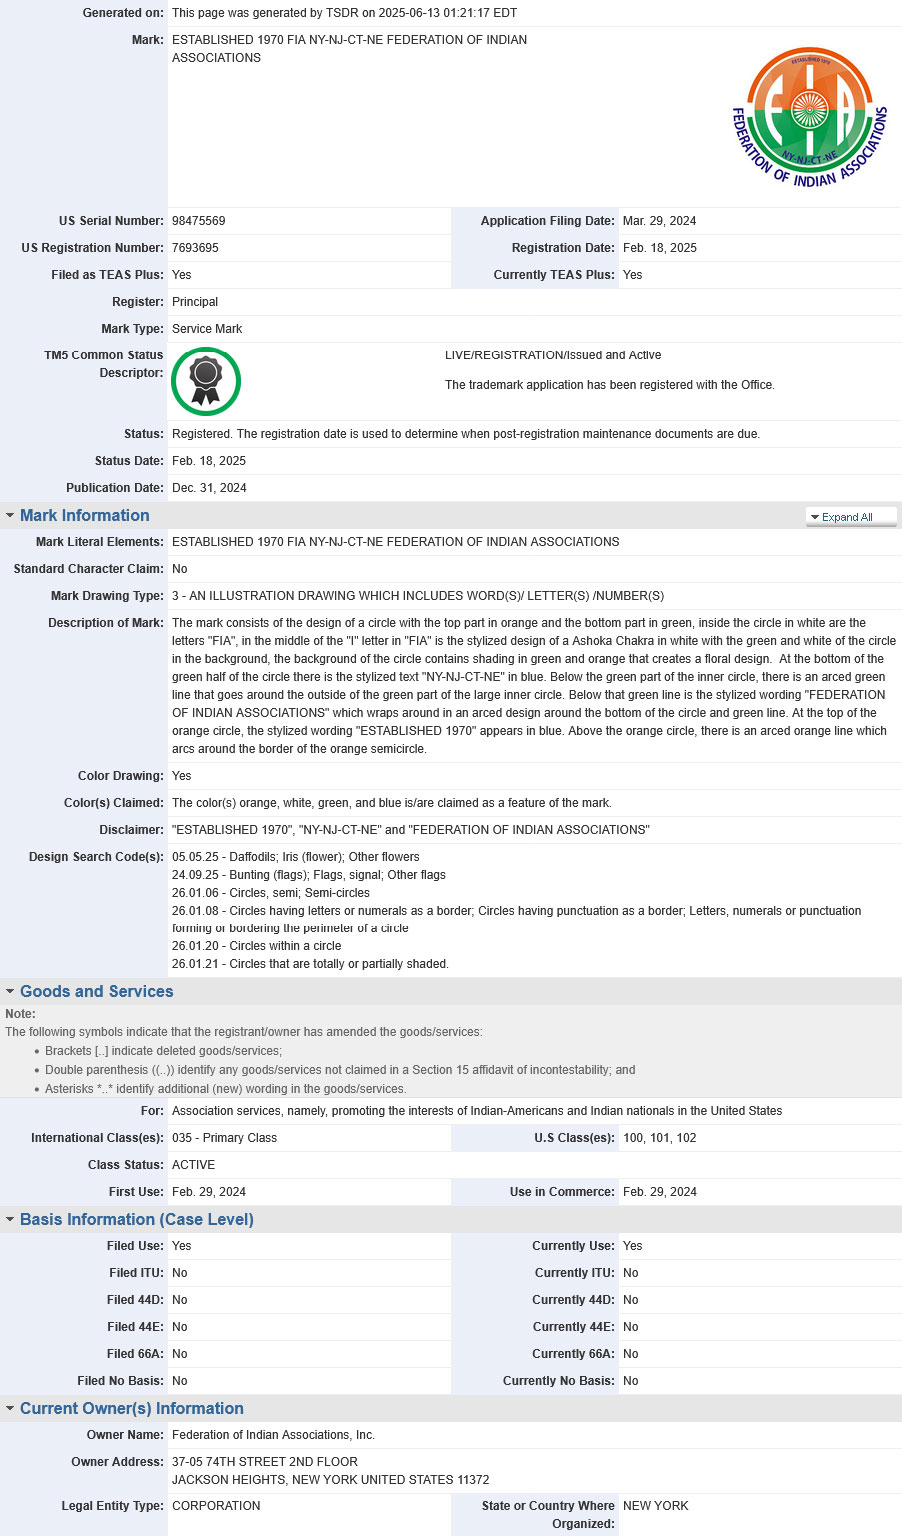 Generated on: This page was generated by TSDR on 2025-06-13 01:21:17 EDT
Mark: ESTABLISHED 1970 FIA NY-NJ-CT-NE FEDERATION OF INDIAN
ASSOCIATIONS
ESTABLISHED 1970
FIA
NY-NJ-CT-NE
FEDERATION OF INDIAN ASSOCIATIONS
US Serial Number: 98475569 Application Filing Date: Mar. 29, 2024
US Registration Number: 7693695 Registration Date: Feb. 18, 2025
Filed as TEAS Plus: Yes Currently TEAS Plus: Yes
Register: Principal
Mark Type: Service Mark
TM5 Common Status
Descriptor:
LIVE/REGISTRATION/Issued and Active
The trademark application has been registered with the Office.
Status: Registered. The registration date is used to determine when post-registration maintenance documents are due.
Status Date: Feb. 18, 2025
Publication Date: Dec. 31, 2024
Mark Information
Expand All
Mark Literal Elements: ESTABLISHED 1970 FIA NY-NJ-CT-NE FEDERATION OF INDIAN ASSOCIATIONS
Standard Character Claim: No
Mark Drawing Type: 3 - AN ILLUSTRATION DRAWING WHICH INCLUDES WORD(S)/ LETTER(S) /NUMBER(S)
Description of Mark: The mark consists of the design of a circle with the top part in orange and the bottom part in green, inside the circle in white are the
letters "FIA", in the middle of the "I" letter in "FIA" is the stylized design of a Ashoka Chakra in white with the green and white of the circle
in the background, the background of the circle contains shading in green and orange that creates a floral design. At the bottom of the
green half of the circle there is the stylized text "NY-NJ-CT-NE" in blue. Below the green part of the inner circle, there is an arced green
line that goes around the outside of the green part of the large inner circle. Below that green line is the stylized wording "FEDERATION
OF INDIAN ASSOCIATIONS" which wraps around in an arced design around the bottom of the circle and green line. At the top of the
orange circle, the stylized wording "ESTABLISHED 1970" appears in blue. Above the orange circle, there is an arced orange line which
arcs around the border of the orange semicircle.
Color Drawing: Yes
Color(s) Claimed: The color(s) orange, white, green, and blue is/are claimed as a feature of the mark.
Disclaimer: "ESTABLISHED 1970", "NY-NJ-CT-NE" and "FEDERATION OF INDIAN ASSOCIATIONS"
Design Search Code(s): 05.05.25 - Daffodils; Iris (flower); Other flowers
24.09.25 - Bunting (flags); Flags, signal; Other flags
26.01.06 - Circles, semi; Semi-circles
26.01.08 - Circles having letters or numerals as a border; Circles having punctuation as a border; Letters, numerals or punctuation
forming or bordering the perimeter of a circle
26.01.20 - Circles within a circle
26.01.21 - Circles that are totally or partially shaded.
Goods and Services
Note:
The following symbols indicate that the registrant/owner has amended the goods/services:
• Brackets [..] indicate deleted goods/services;
• Double parenthesis ((..)) identify any goods/services not claimed in a Section 15 affidavit of incontestability; and
• Asterisks *..* identify additional (new) wording in the goods/services.
For: Association services, namely, promoting the interests of Indian-Americans and Indian nationals in the United States
International Class(es): 035 - Primary Class U.S Class(es): 100, 101, 102
Class Status: ACTIVE
First Use: Feb. 29, 2024 Use in Commerce: Feb. 29, 2024
Basis Information (Case Level)
Filed Use: Yes Currently Use: Yes
Filed ITU: No Currently ITU: No
Filed 44D: No Currently 44D: No
Filed 44E: No Currently 44E: No
Filed 66A: No Currently 66A: No
Filed No Basis: No Currently No Basis: No
Current Owner(s) Information
Owner Name: Federation of Indian Associations, Inc.
Owner Address: 37-05 74TH STREET 2ND FLOOR
JACKSON HEIGHTS, NEW YORK UNITED STATES 11372
Legal Entity Type: CORPORATION State or Country Where
Organized: NEW YORK